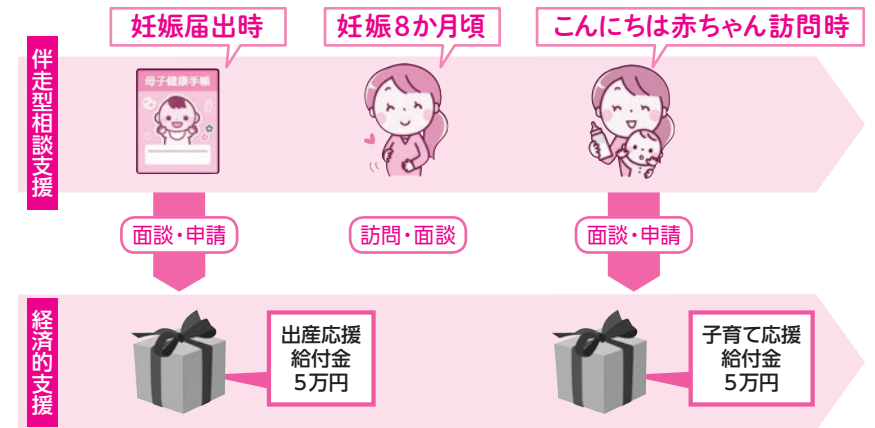 妊娠届出時
妊娠8か月頃
こんにちは赤ちゃん訪問時
伴走型相談支援
母子健康手帳
面談・申請
訪問・面談
面談・申請
経済的支援
出産応援
給付金
5万円
子育て応援
給付金
5万円